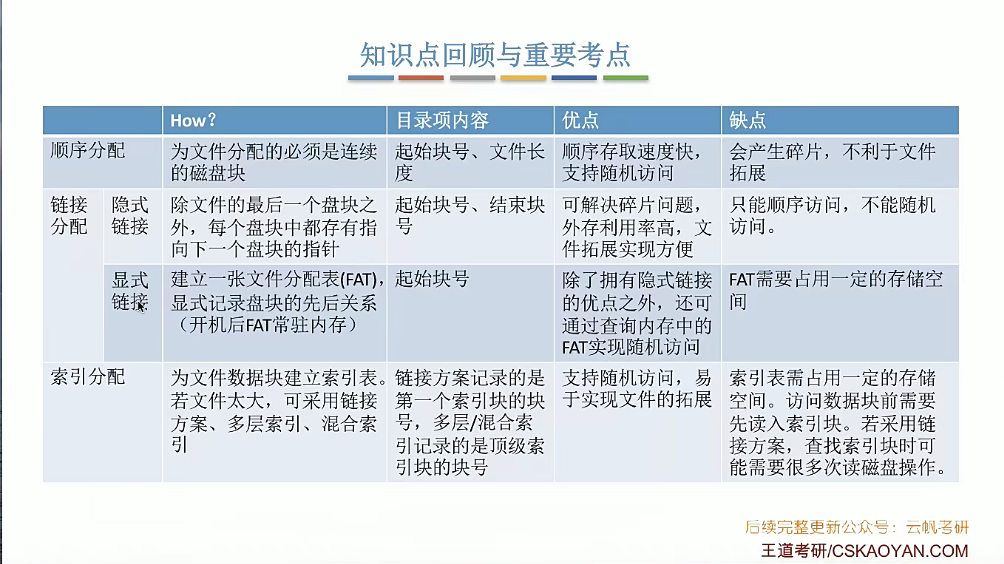 知识点回顾与重要考点
How?
目录项内容
优点
缺点
顺序分配
为文件分配的必须是连续
的磁盘块
起始块号、文件长
度
顺序存取速度快,
支持随机访问
会产生碎片,不利于文件
拓展
链接
分配
隐式
链接
除文件的最后一个盘块之
外,每个盘块中都存有指
向下一个盘块的指针
起始块号、结束块
号
可解决碎片问题,
外存利用率高,文
件拓展实现方便
只能顺序访问,不能随机
访问。
显式
链接
建立一张文件分配表(FAT),
显式记录盘块的先后关系
(开机后FAT常驻内存)
起始块号
除了拥有隐式链接
的优点之外,还可
通过查询内存中的
FAT实现随机访问
FAT需要占用一定的存储空
间
索引分配
为文件数据块建立索引表。
若文件太大,可采用链接
方案、多层索引、混合索
引
链接方案记录的是
第一个索引块的块
号,多层/混合索
引记录的是顶级索
引块的块号
支持随机访问,易
于实现文件的拓展
索引表需占用一定的存储
空间。访问数据块前需要
先读入索引块。若采用链
接方案,查找索引块时可
能需要很多次读磁盘操作。
后续完整更新公众号:云帆考研
王道考研/CSKAOYAN.COM